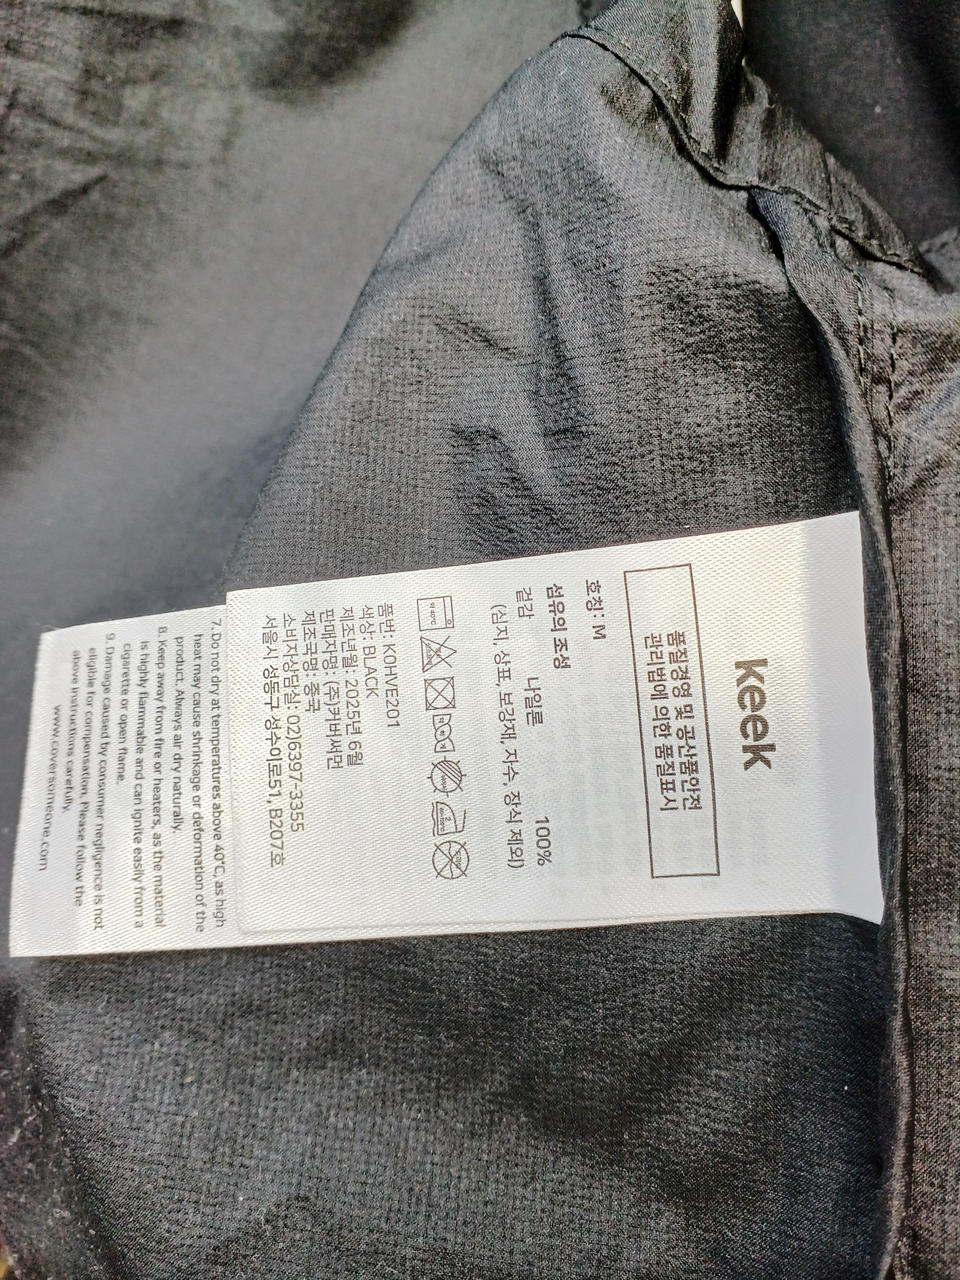 keek
품질경영 및 공산품안전
관리법에 의한 품질표시
호칭: M
섬유의 조성
겉감 나일론 100%
(심지, 상표, 보강재, 자수, 장식 제외)
품번: K0HVE201
색상: BLACK
제조년월: 2025년 6월
판매자명: (주)커버써먼
제조국명: 중국
소비자상담실: 02)6397-3355
서울시 성동구 성수이로51, B207호
7. Do not dry at temperatures above 40°C, as high
heat may cause shrinkage or deformation of the
product. Always air dry naturally.
8. Keep away from fire or heaters, as the material
is highly flammable and can ignite easily from a
cigarette or open flame.
9. Damage caused by consumer negligence is not
eligible for compensation. Please follow the
above instructions carefully.
www.coversomeone.com